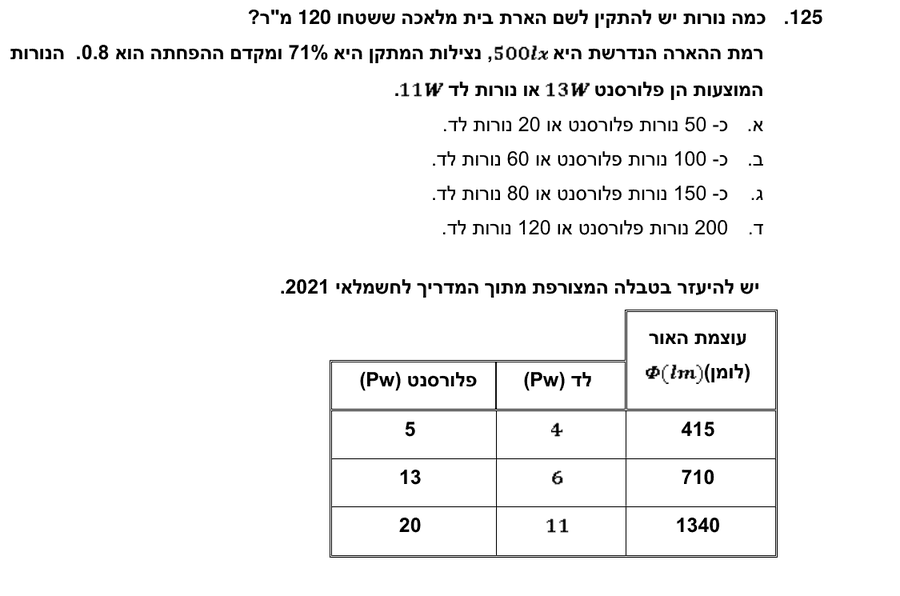 125. כמה נורות יש להתקין לשם הארת בית מלאכה ששטחו 120 מ"ר?
רמת ההארה הנדרשת היא 500lx, נצילות המתקן היא 71% ומקדם ההפחתה הוא 0.8. הנורות
המוצעות הן פלורסנט 13W או נורות לד 11W.
א. כ- 50 נורות פלורסנט או 20 נורות לד.
ב. כ- 100 נורות פלורסנט או 60 נורות לד.
ג. כ- 150 נורות פלורסנט או 80 נורות לד.
ד. 200 נורות פלורסנט או 120 נורות לד.
יש להיעזר בטבלה המצורפת מתוך המדריך לחשמלאי 2021.
עוצמת האור
(לומן)Φ(lm) לד (Pw) פלורסנט (Pw)
415 4 5
710 6 13
1340 11 20